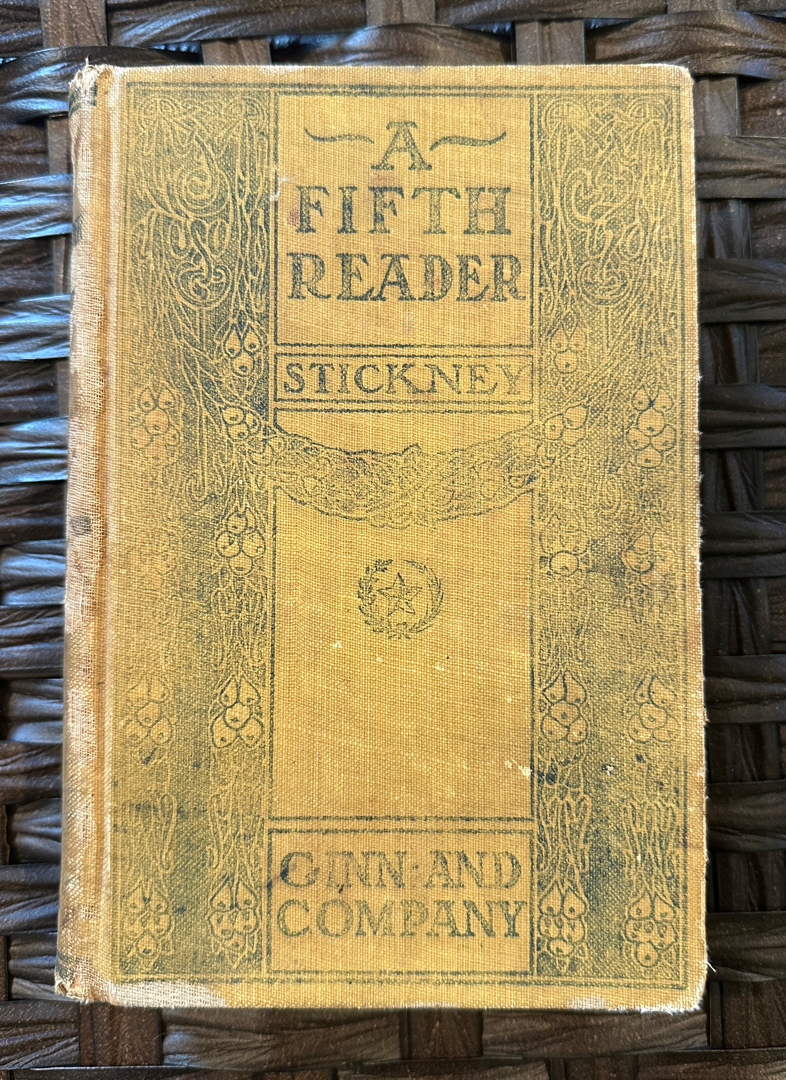 A
FIFTH
READER
STICKNEY
GINN·AND
COMPANY